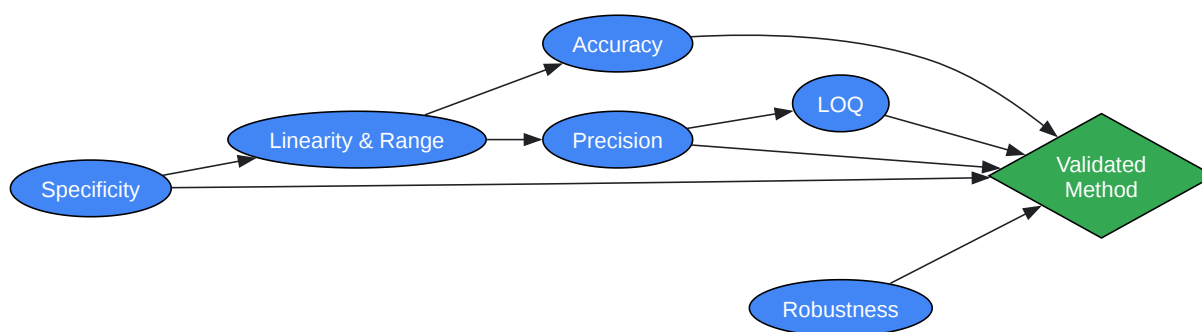 Accuracy
LOQ
Linearity & Range
Precision
Validated
Method
Specificity
Robustness